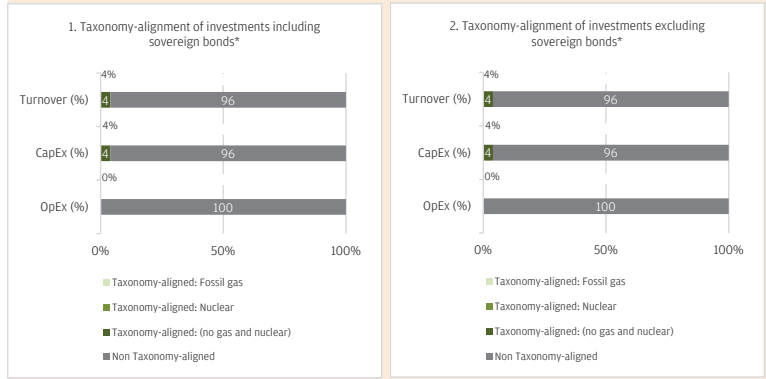 1. Taxonomy-alignment of investments including
sovereign bonds*
4%
Turnover (%)
4
96
4%
CapEx (%)
4
96
0%
OpEx (%)
100
0%
50%
100%
Taxonomy-aligned: Fossil gas
Taxonomy-aligned: Nuclear
Taxonomy-aligned: (no gas and nuclear)
Non Taxonomy-aligned
2. Taxonomy-alignment of investments excluding
sovereign bonds*
4%
Turnover (%)
4
96
4%
CapEx (%)
4
96
0%
OpEx (%)
100
0%
50%
100%
Taxonomy-aligned: Fossil gas
Taxonomy-aligned: Nuclear
Taxonomy-aligned: (no gas and nuclear)
Non Taxonomy-aligned